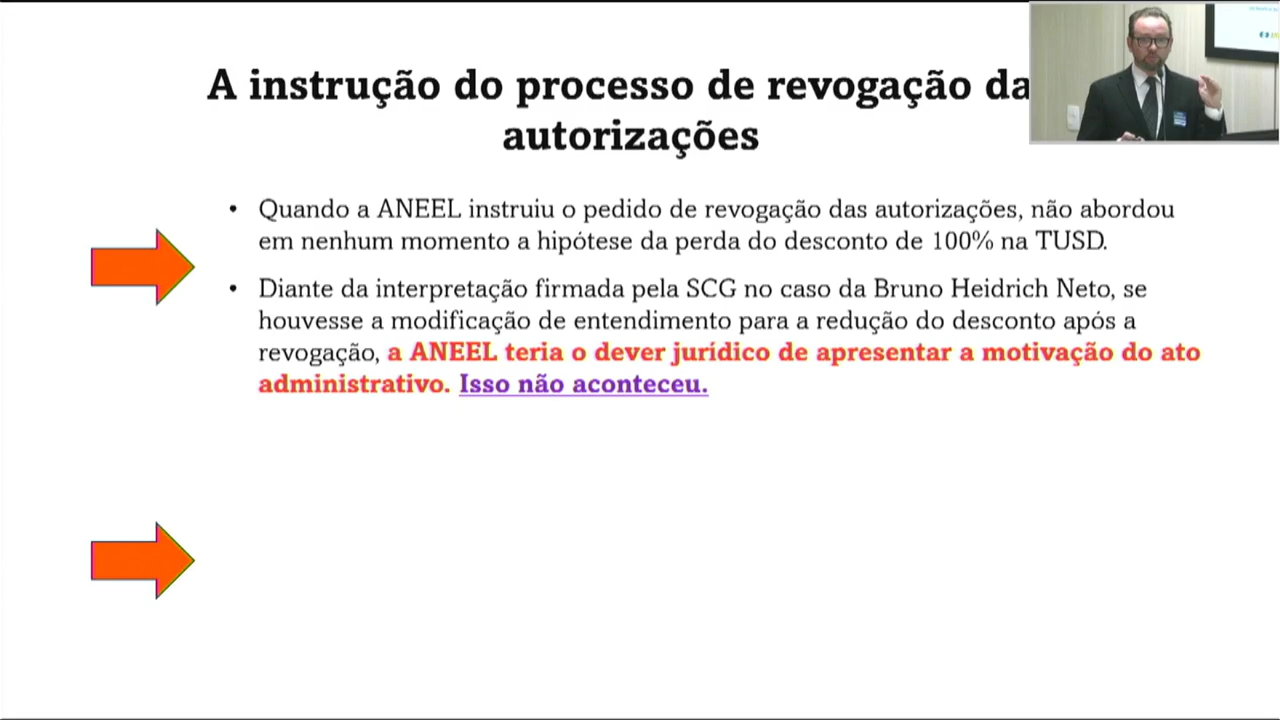 A instrução do processo de revogação da
autorizações
• Quando a ANEEL instruiu o pedido de revogação das autorizações, não abordou
em nenhum momento a hipótese da perda do desconto de 100% na TUSD.
• Diante da interpretação firmada pela SCG no caso da Bruno Heidrich Neto, se
houvesse a modificação de entendimento para a redução do desconto após a
revogação, a ANEEL teria o dever jurídico de apresentar a motivação do ato
administrativo. Isso não aconteceu.